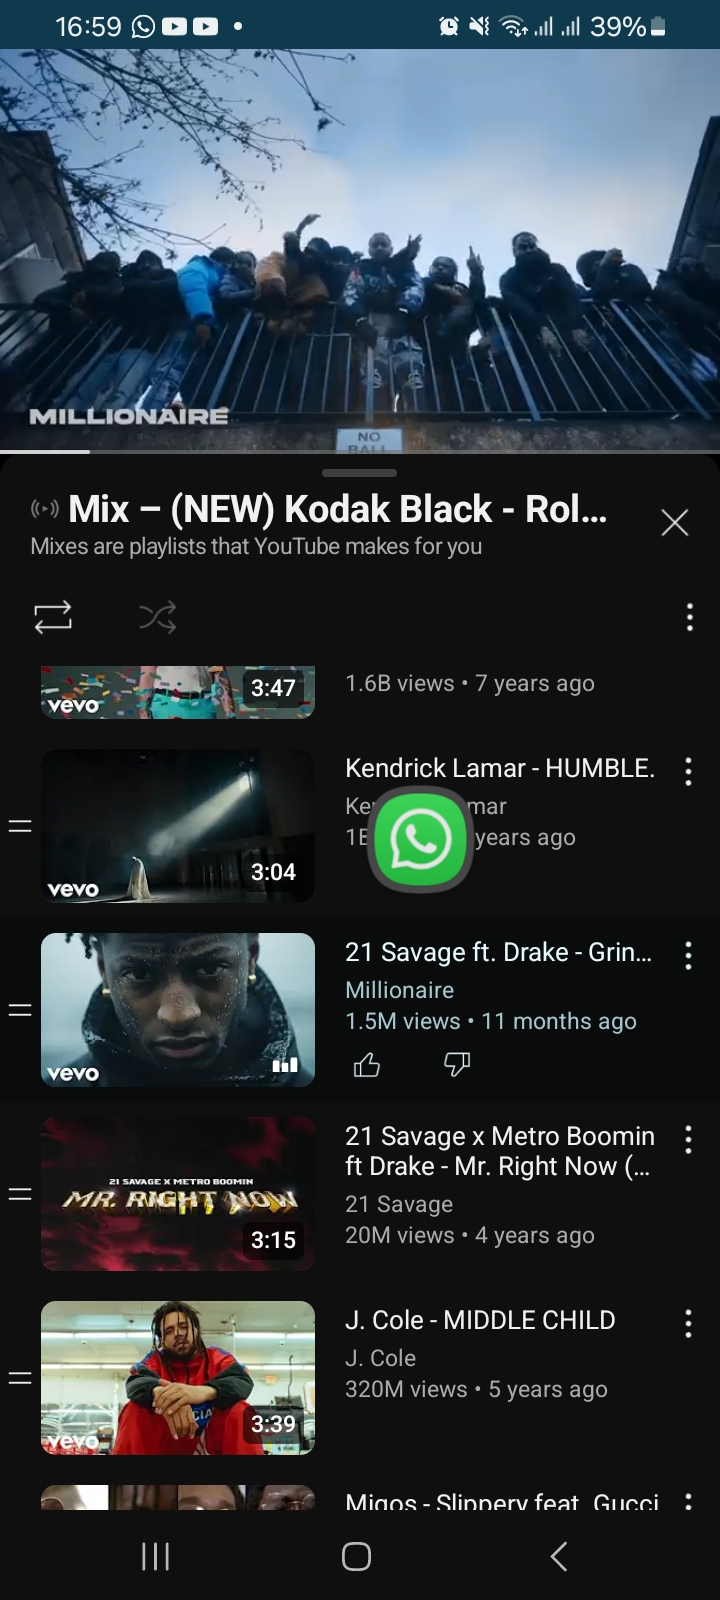 16:59
39%
MILLIONAIRE
NO
BALL
Mix – (NEW) Kodak Black - Rol...
Mixes are playlists that YouTube makes for you
3:47
vevo
1.6B views • 7 years ago
Kendrick Lamar - HUMBLE.
mar
years ago
3:04
vevo
21 Savage ft. Drake - Grin...
Millionaire
1.5M views • 11 months ago
vevo
21 SAVAGE X METRO BOOMIN
MR. RIGHT NOW
3:15
21 Savage x Metro Boomin
ft Drake - Mr. Right Now (...
21 Savage
20M views • 4 years ago
J. Cole - MIDDLE CHILD
J. Cole
320M views • 5 years ago
3:39
vevo
Migos - Slippery feat. Gucci